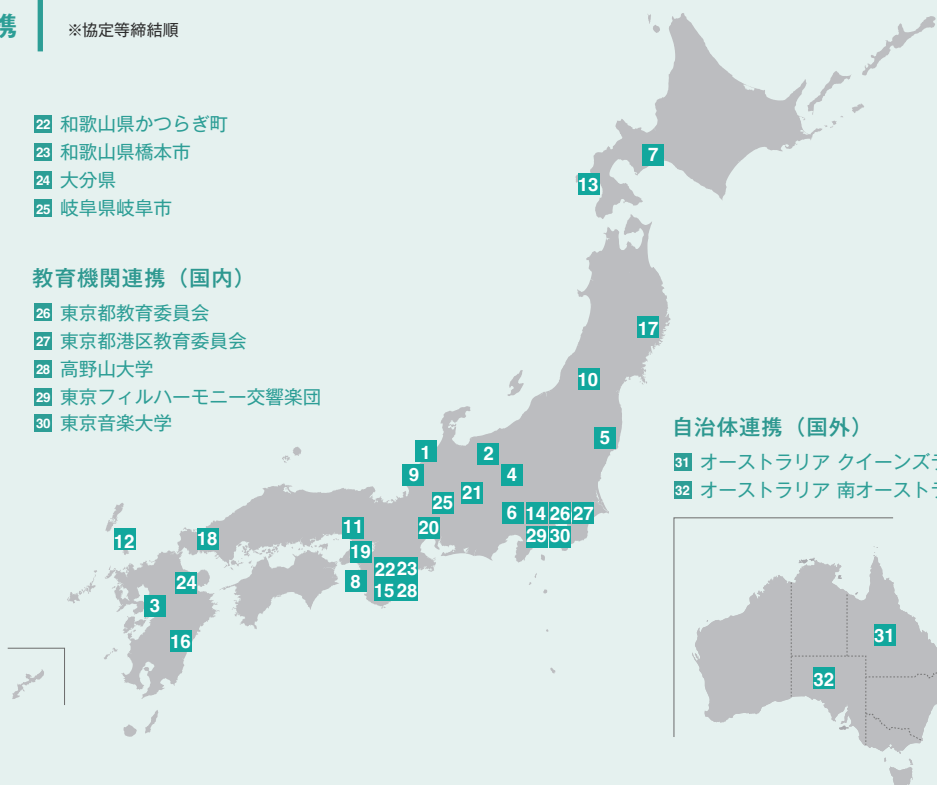 携
※協定等締結順
22 和歌山県かつらぎ町
23 和歌山県橋本市
24 大分県
25 岐阜県岐阜市
教育機関連携（国内）
26 東京都教育委員会
27 東京都港区教育委員会
28 高野山大学
29 東京フィルハーモニー交響楽団
30 東京音楽大学
自治体連携（国外）
31 オーストラリア クイーンズ
32 オーストラリア 南オースト
7
13
17
10
5
1
2
9
4
21
25
6 14 26 27
11
20
29 30
12
18
19
22 23
8
15 28
24
3
16
31
32